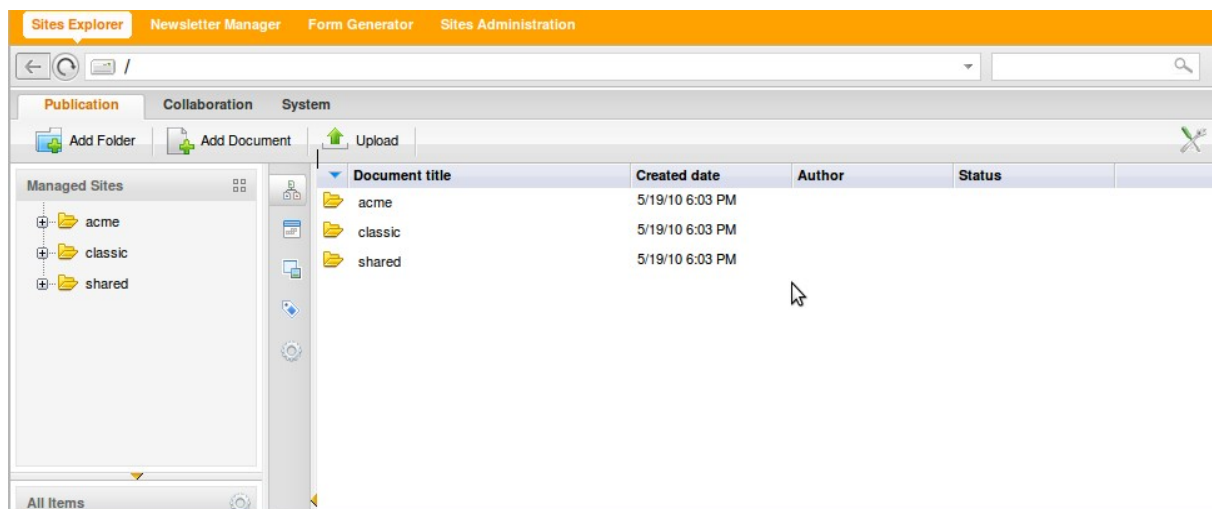 Sites Explorer Newsletter Manager Form Generator Sites Administration
/
Publication Collaboration System
Add Folder Add Document Upload
Managed Sites
acme
classic
shared
All Items
Document title Created date Author Status
acme 5/19/10 6:03 PM
classic 5/19/10 6:03 PM
shared 5/19/10 6:03 PM